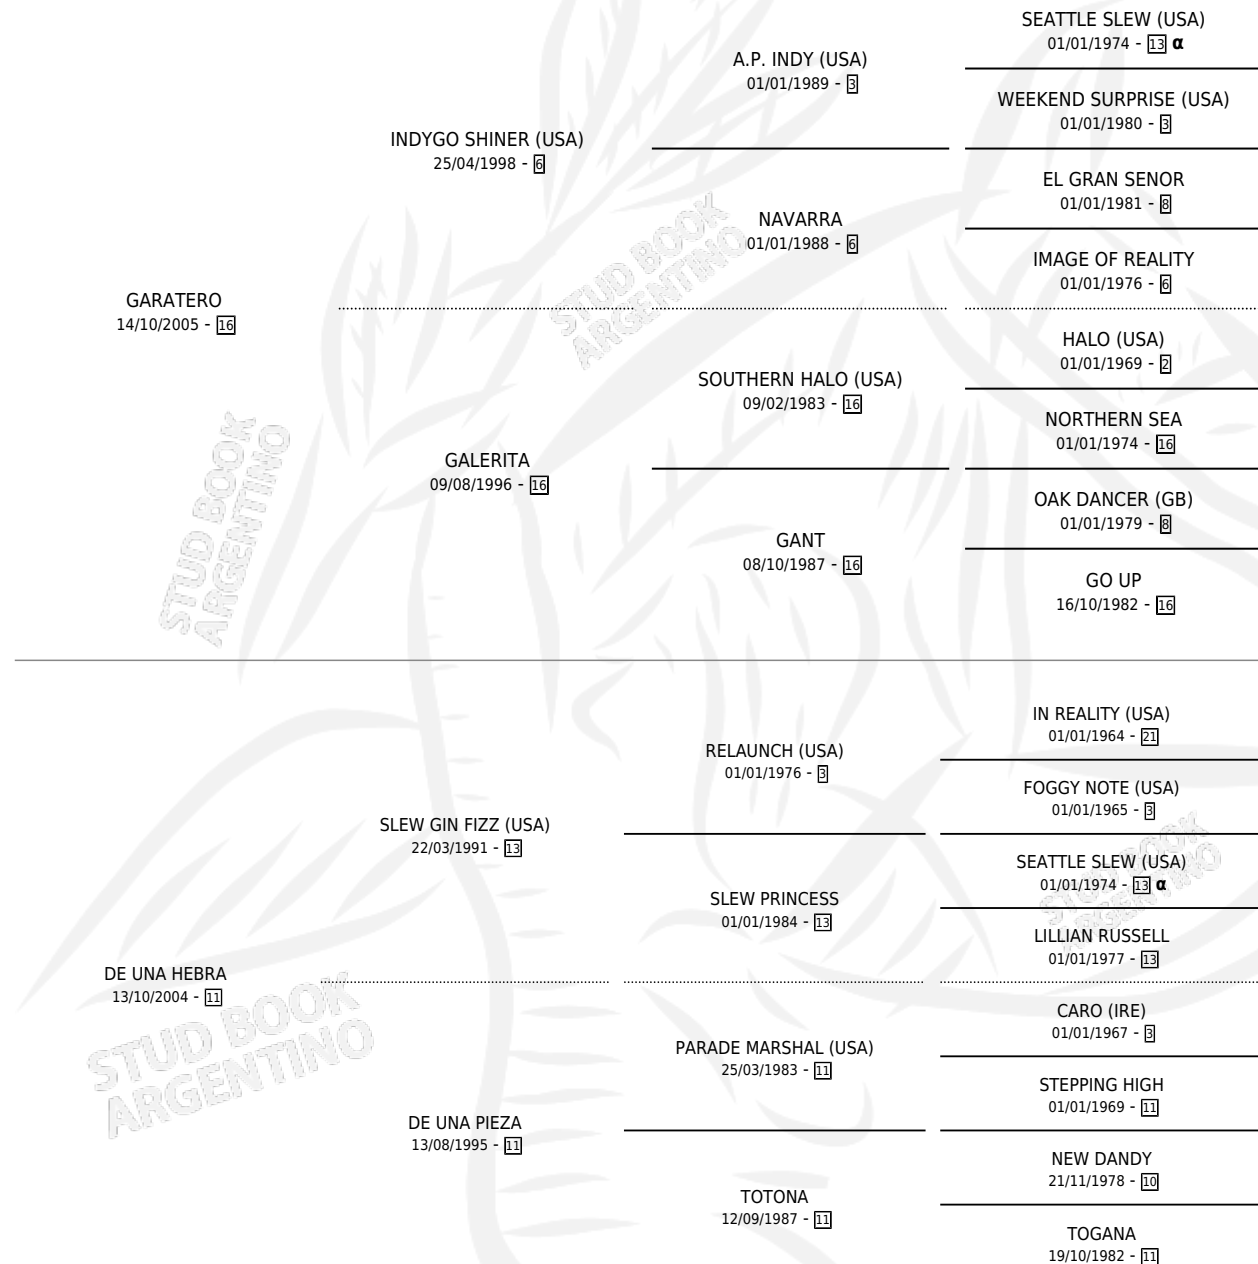 SEATTLE SLEW (USA)
01/01/1974 - 13 α
A.P. INDY (USA)
01/01/1989 - 3
WEEKEND SURPRISE (USA)
01/01/1980 - 3
INDYGO SHINER (USA)
25/04/1998 - 6
EL GRAN SENOR
01/01/1981 - 8
NAVARRA
01/01/1988 - 6
IMAGE OF REALITY
01/01/1976 - 6
GARATERO
14/10/2005 - 16
HALO (USA)
01/01/1969 - 2
SOUTHERN HALO (USA)
09/02/1983 - 16
NORTHERN SEA
01/01/1974 - 16
GALERITA
09/08/1996 - 16
OAK DANCER (GB)
01/01/1979 - 8
GANT
08/10/1987 - 16
GO UP
16/10/1982 - 16
IN REALITY (USA)
01/01/1964 - 21
RELAUNCH (USA)
01/01/1976 - 3
FOGGY NOTE (USA)
01/01/1965 - 3
SLEW GIN FIZZ (USA)
22/03/1991 - 13
SEATTLE SLEW (USA)
01/01/1974 - 13 α
SLEW PRINCESS
01/01/1984 - 13
LILLIAN RUSSELL
01/01/1977 - 13
DE UNA HEBRA
13/10/2004 - 11
CARO (IRE)
01/01/1967 - 3
PARADE MARSHAL (USA)
25/03/1983 - 11
STEPPING HIGH
01/01/1969 - 11
DE UNA PIEZA
13/08/1995 - 11
NEW DANDY
21/11/1978 - 10
TOTONA
12/09/1987 - 11
TOGANA
19/10/1982 - 11
STUD BOOK
ARGENTINO
STUD BOOK
ARGENTINO
STUD BOOK
ARGENTINO
STUD BOOK
ARGENTINO